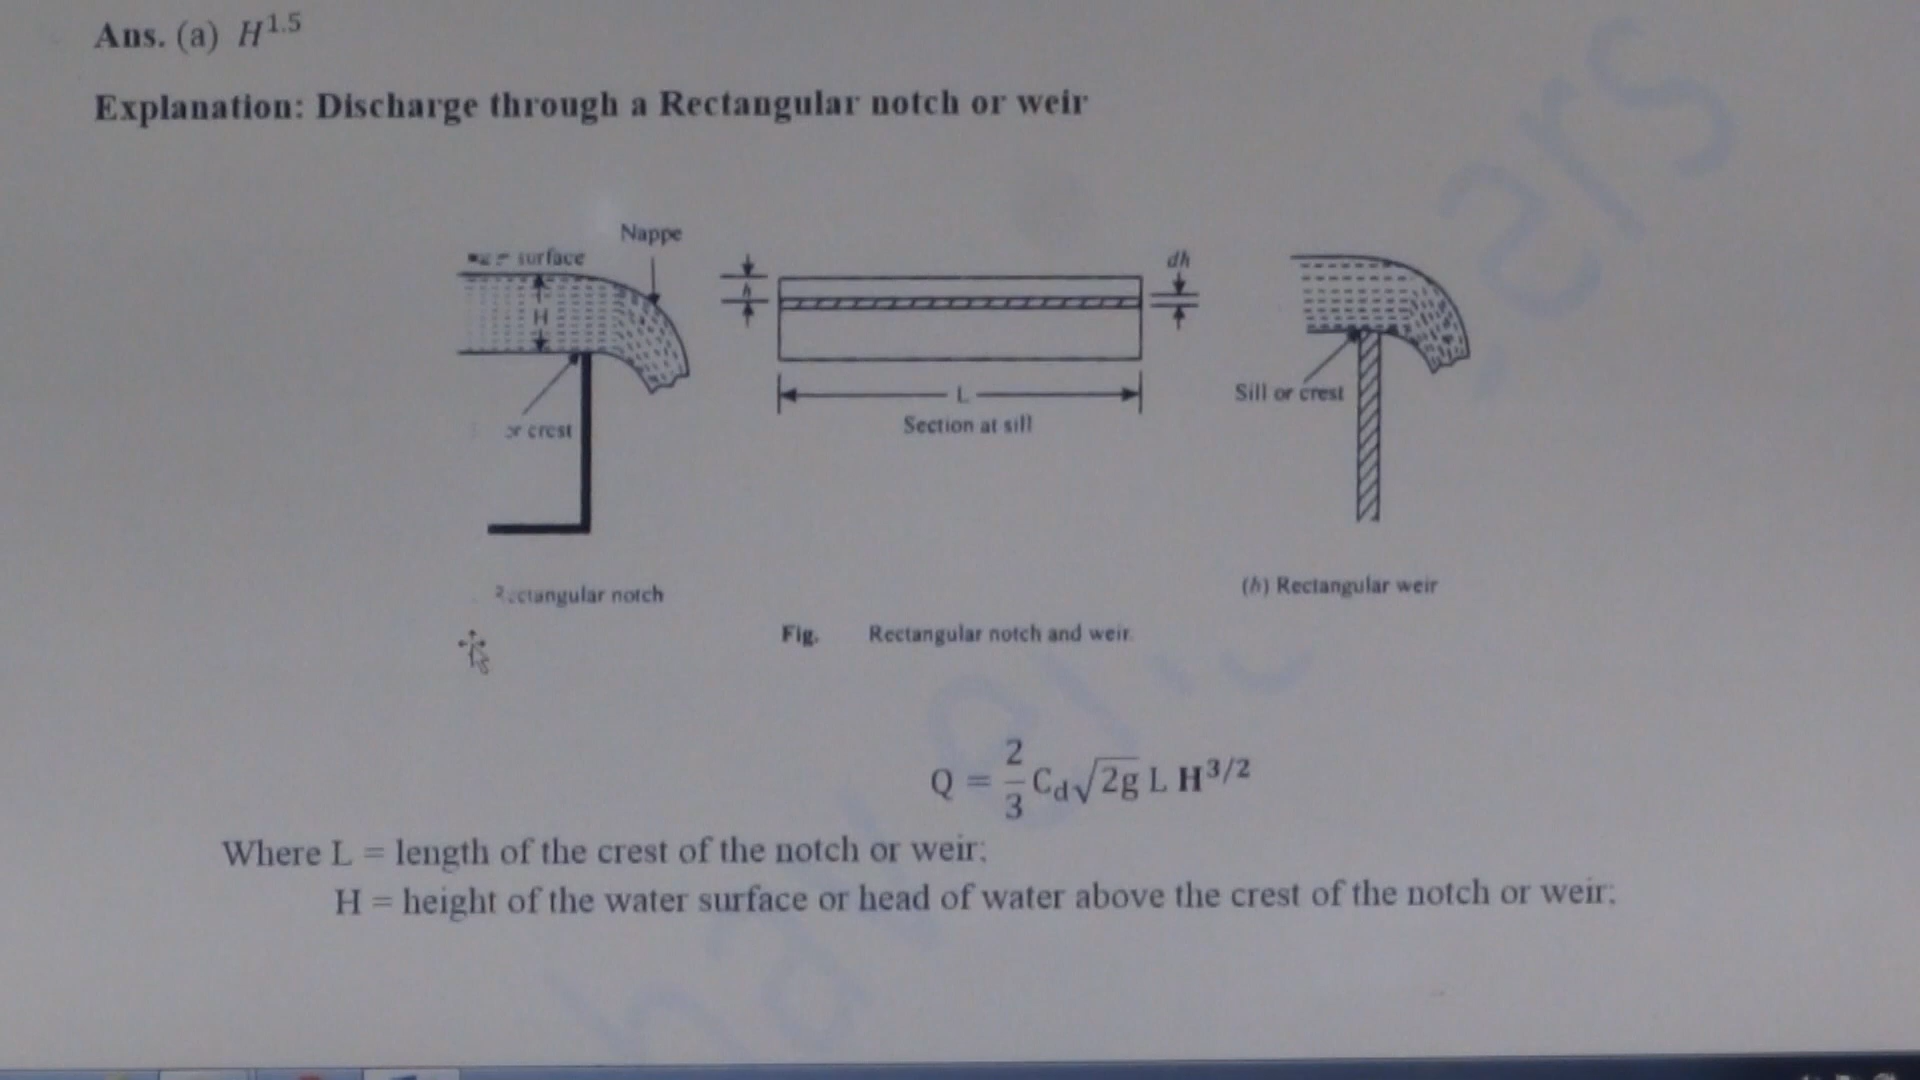 Ans. (a) H^1.5
Explanation: Discharge through a Rectangular notch or weir
Nappe
surface
H
or crest
h
dh
L
Section at sill
Sill or crest
notch
(b) Rectangular weir
Fig. Rectangular notch and weir.
Q = 2/3 C_d √2g L H^3/2
Where L = length of the crest of the notch or weir;
H = height of the water surface or head of water above the crest of the notch or weir;